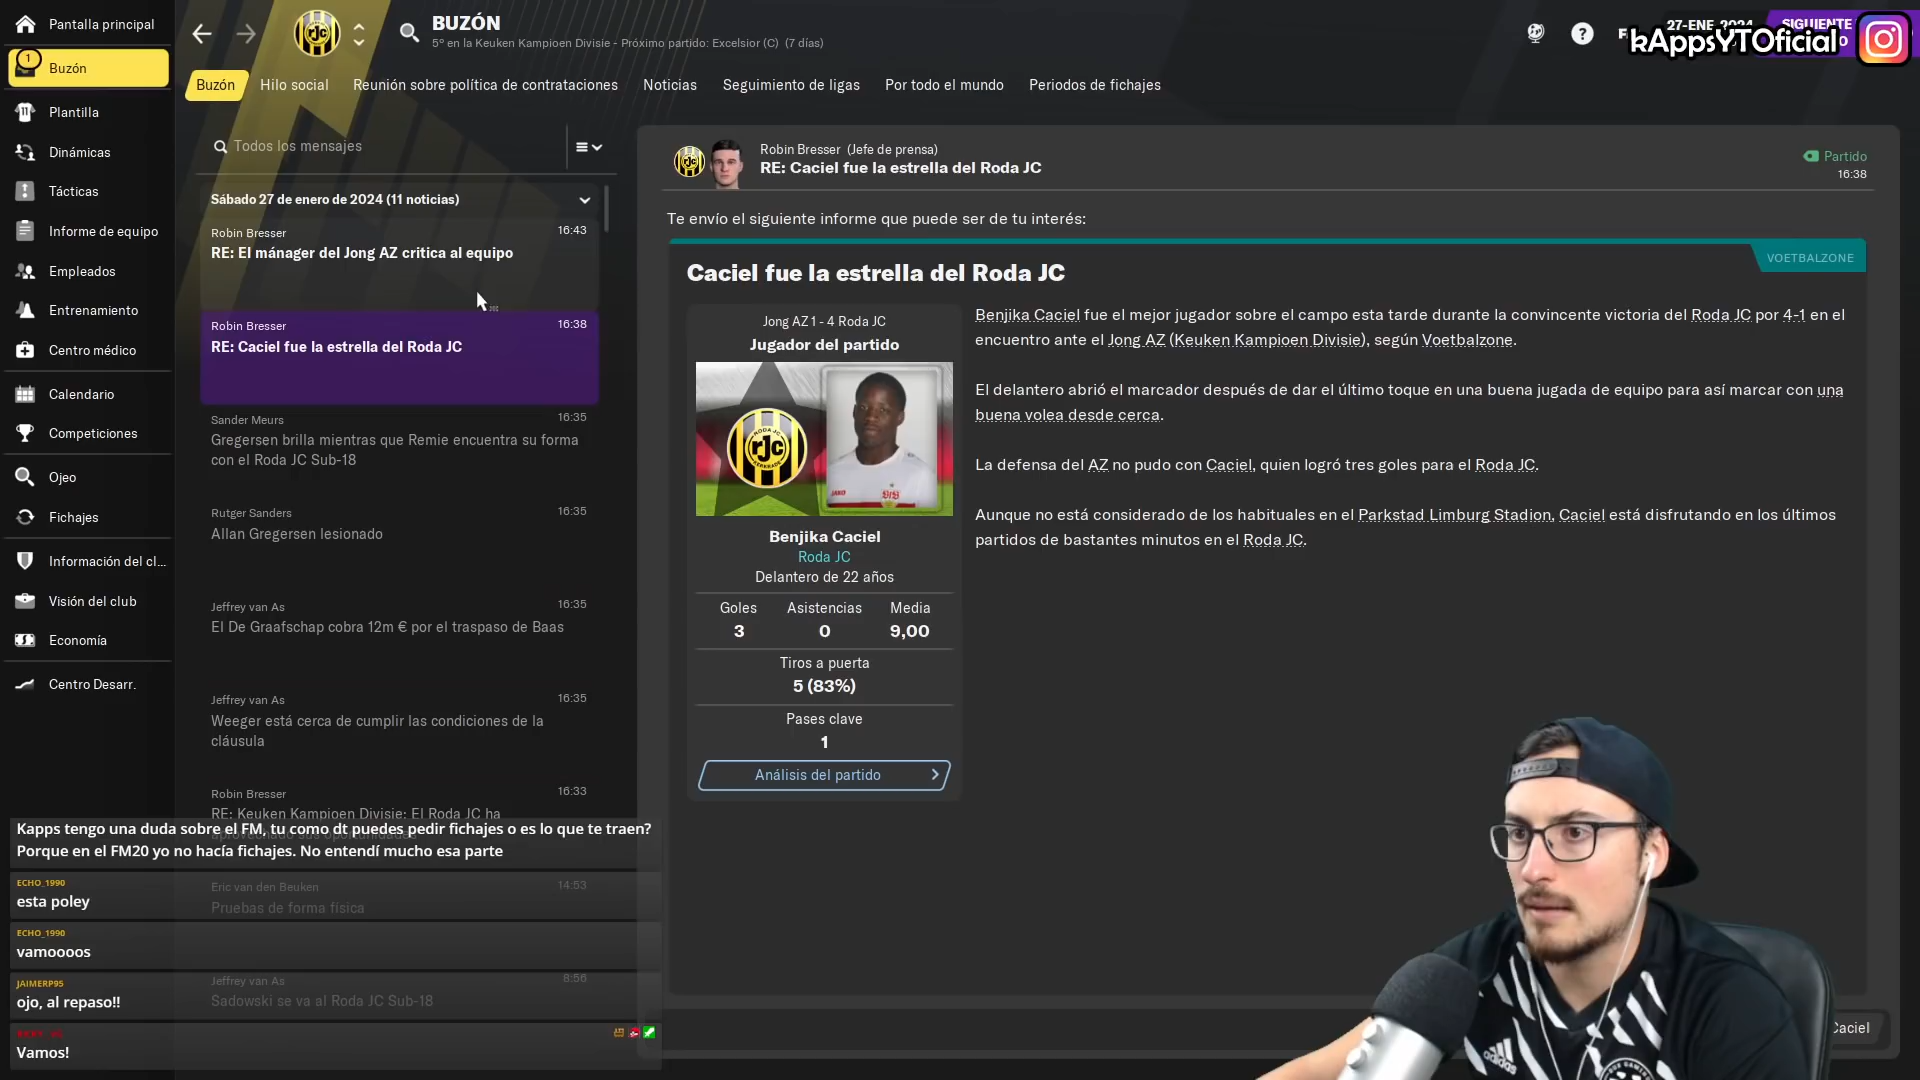 Pantalla principal
1
Buzón
Plantilla
Dinámicas
Tácticas
Informe de equipo
Empleados
Entrenamiento
Centro médico
Calendario
Competiciones
Ojeo
Fichajes
Información del cl...
Visión del club
Economía
Centro Desarr.
BUZÓN
5º en la Keuken Kampioen Divisie - Próximo partido: Excelsior (C) (7 días)
27-ENE. 2024
SIGUIENTE
kAppsYTOficial
Buzón
Hilo social
Reunión sobre política de contrataciones
Noticias
Seguimiento de ligas
Por todo el mundo
Periodos de fichajes
Todos los mensajes
Sábado 27 de enero de 2024 (11 noticias)
Robin Bresser 16:43
RE: El mánager del Jong AZ critica al equipo
Robin Bresser 16:38
RE: Caciel fue la estrella del Roda JC
Sander Meurs 16:35
Gregersen brilla mientras que Remie encuentra su forma
con el Roda JC Sub-18
Rutger Sanders 16:35
Allan Gregersen lesionado
Jeffrey van As 16:35
El De Graafschap cobra 12m € por el traspaso de Baas
Jeffrey van As 16:35
Weeger está cerca de cumplir las condiciones de la
cláusula
Robin Bresser 16:33
RE: Keuken Kampioen Divisie: El Roda JC ha
Eric van den Beuken 14:53
Pruebas de forma física
Jeffrey van As 8:56
Sadowski se va al Roda JC Sub-18
Kapps tengo una duda sobre el FM, tu como dt puedes pedir fichajes o es lo que te traen?
Porque en el FM20 yo no hacía fichajes. No entendí mucho esa parte
ECHO_1990
esta poley
ECHO_1990
vamoooos
JAIMERP95
ojo, al repaso!!
Vamos!
Robin Bresser (Jefe de prensa)
RE: Caciel fue la estrella del Roda JC
Partido
16:38
Te envío el siguiente informe que puede ser de tu interés:
VOETBALZONE
Caciel fue la estrella del Roda JC
Jong AZ 1 - 4 Roda JC
Jugador del partido
RODA JC
rJC
KERKRADE
JAKO
Benjika Caciel
Roda JC
Delantero de 22 años
Goles Asistencias Media
3 0 9,00
Tiros a puerta
5 (83%)
Pases clave
1
Análisis del partido
Benjika Caciel fue el mejor jugador sobre el campo esta tarde durante la convincente victoria del Roda JC por 4-1 en el
encuentro ante el Jong AZ (Keuken Kampioen Divisie), según Voetbalzone.
El delantero abrió el marcador después de dar el último toque en una buena jugada de equipo para así marcar con una
buena volea desde cerca.
La defensa del AZ no pudo con Caciel, quien logró tres goles para el Roda JC.
Aunque no está considerado de los habituales en el Parkstad Limburg Stadion, Caciel está disfrutando en los últimos
partidos de bastantes minutos en el Roda JC.
Caciel
adidas